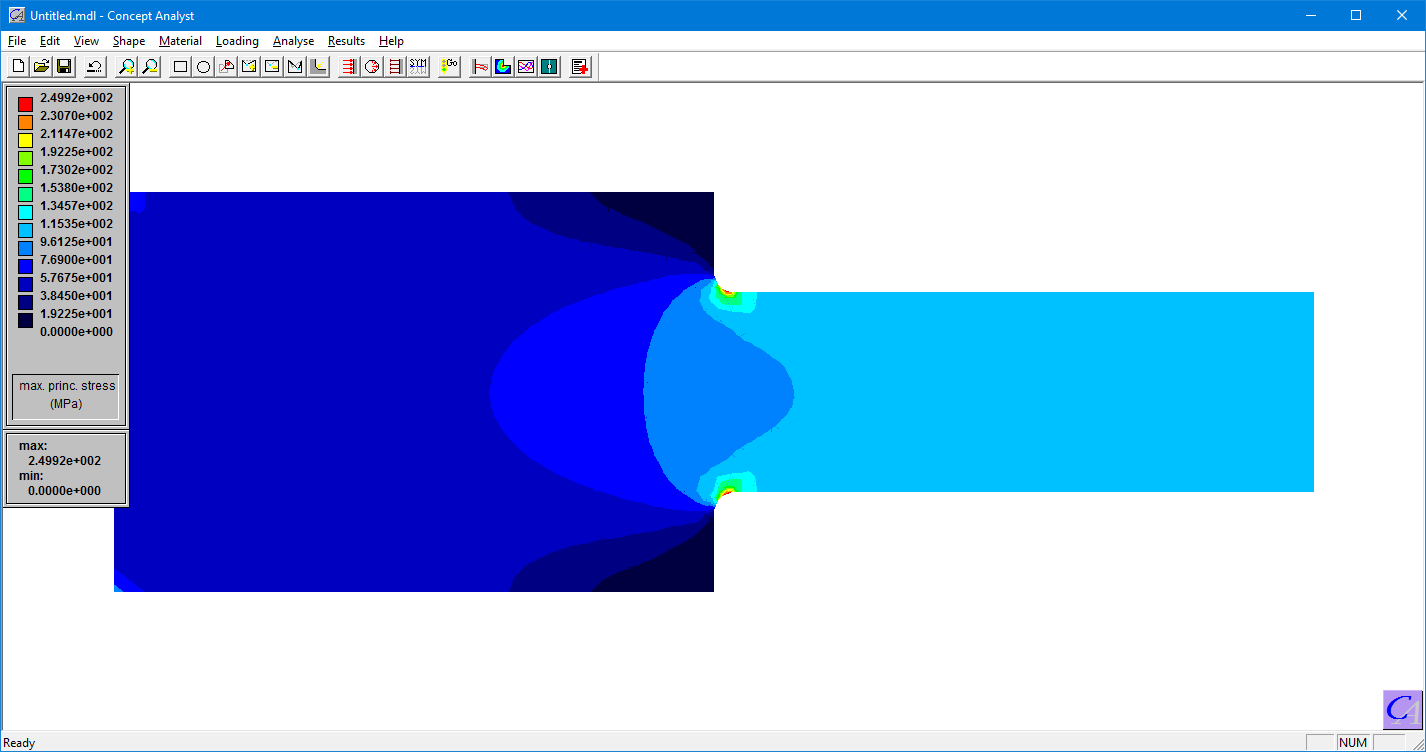 Untitled.mdl - Concept Analyst
File Edit View Shape Material Loading Analyse Results Help
SYM
Go
2.4992e+002
2.3070e+002
2.1147e+002
1.9225e+002
1.7302e+002
1.5380e+002
1.3457e+002
1.1535e+002
9.6125e+001
7.6900e+001
5.7675e+001
3.8450e+001
1.9225e+001
0.0000e+000
max. princ. stress
(MPa)
max:
2.4992e+002
min:
0.0000e+000
CA
Ready
NUM